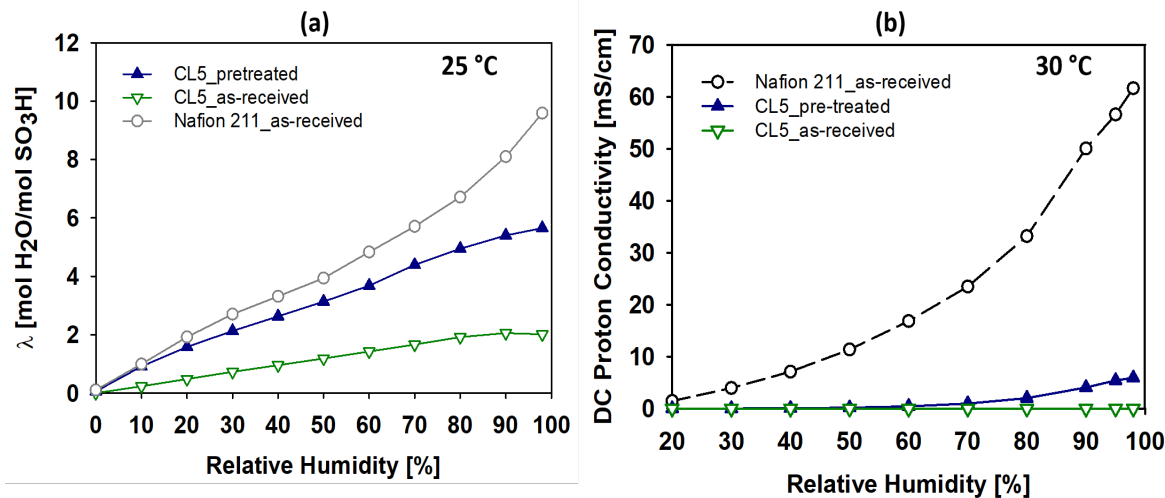 (a)
25 °C
CL5_pretreated
CL5_as-received
Nafion 211_as-received
λ [mol H2O/mol SO3H]
12
10
8
6
4
2
0
0 10 20 30 40 50 60 70 80 90 100
Relative Humidity [%]
(b)
30 °C
Nafion 211_as-received
CL5_pre-treated
CL5_as-received
DC Proton Conductivity [mS/cm]
70
60
50
40
30
20
10
0
20 30 40 50 60 70 80 90 100
Relative Humidity [%]